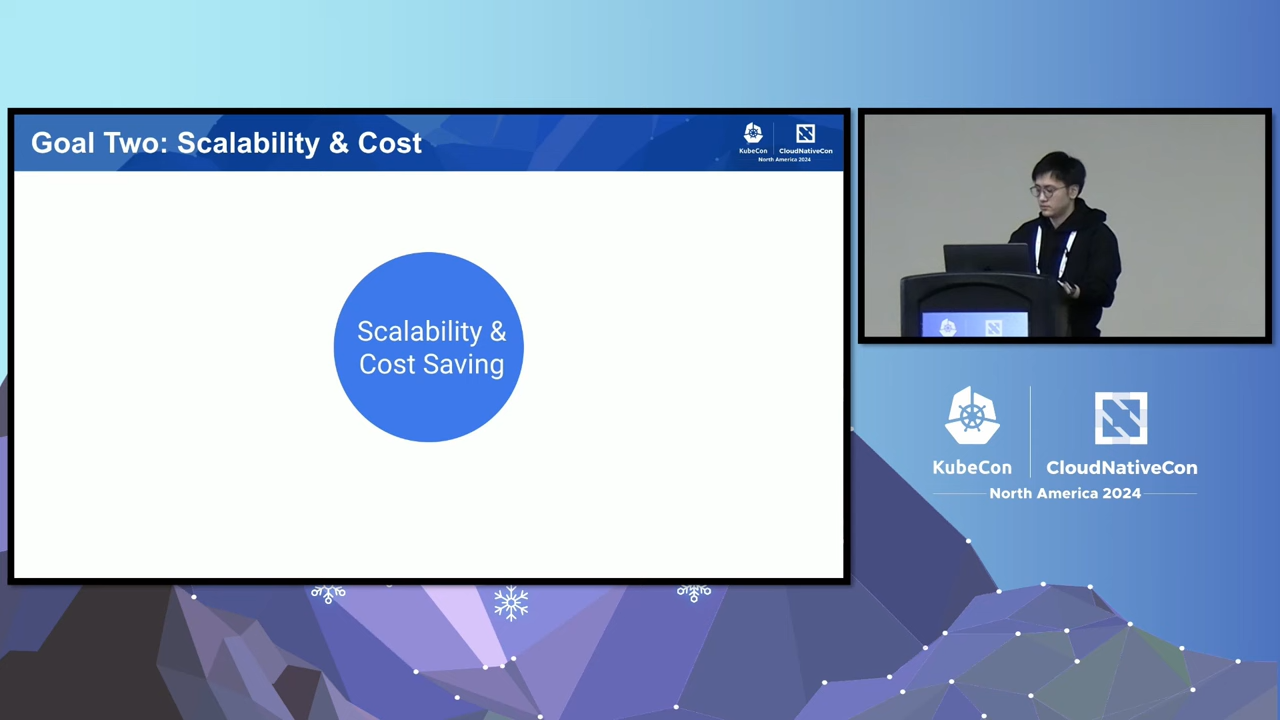 Goal Two: Scalability & Cost
KubeCon
CloudNativeCon
North America 2024
Scalability &
Cost Saving
KubeCon
CloudNativeCon
North America 2024